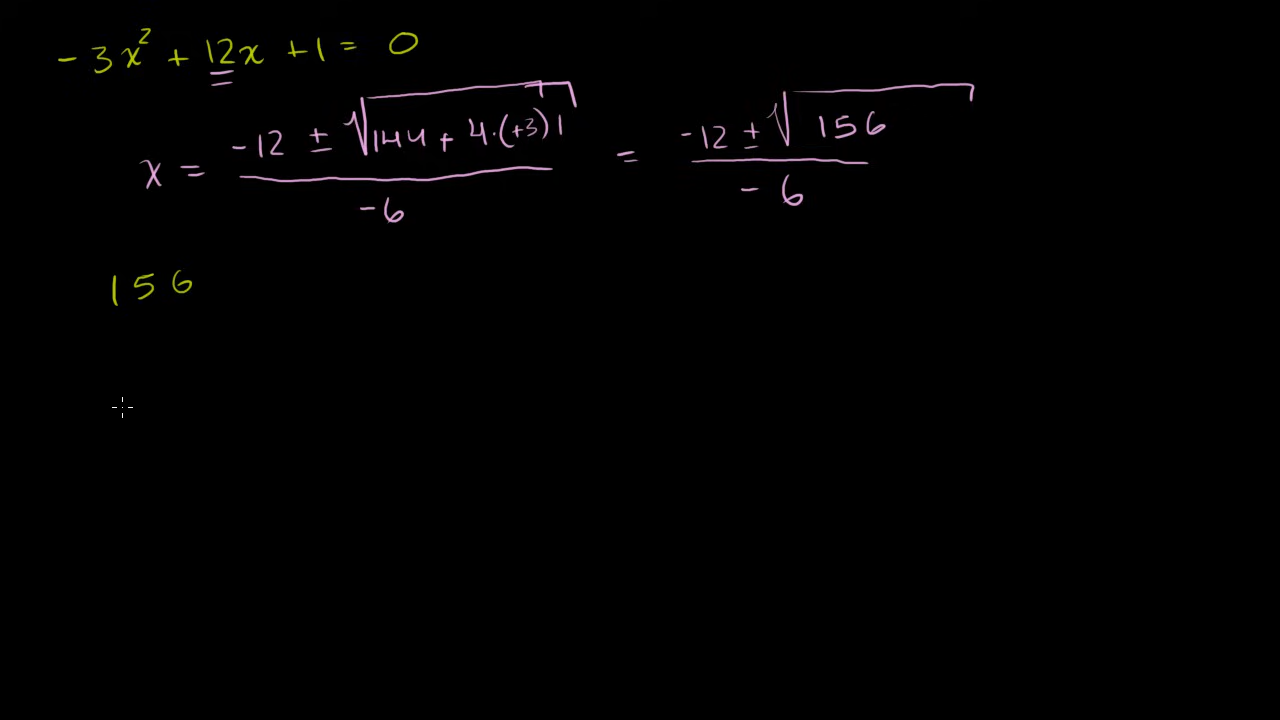 -3x² + 12x + 1 = 0
x = (-12 ± √(144 + 4·(+3)1)) / -6 = (-12 ± √156) / -6
156